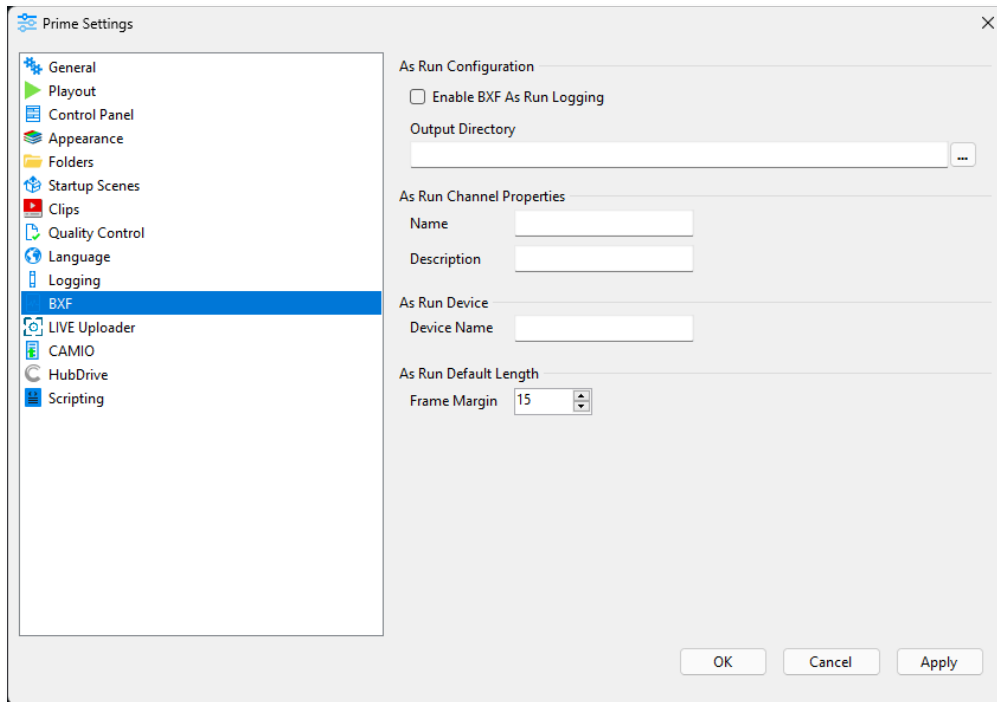 Prime Settings
General
Playout
Control Panel
Appearance
Folders
Startup Scenes
Clips
Quality Control
Language
Logging
BXF
LIVE Uploader
CAMIO
HubDrive
Scripting
As Run Configuration
Enable BXF As Run Logging
Output Directory
...
As Run Channel Properties
Name
Description
As Run Device
Device Name
As Run Default Length
Frame Margin 15
OK Cancel Apply